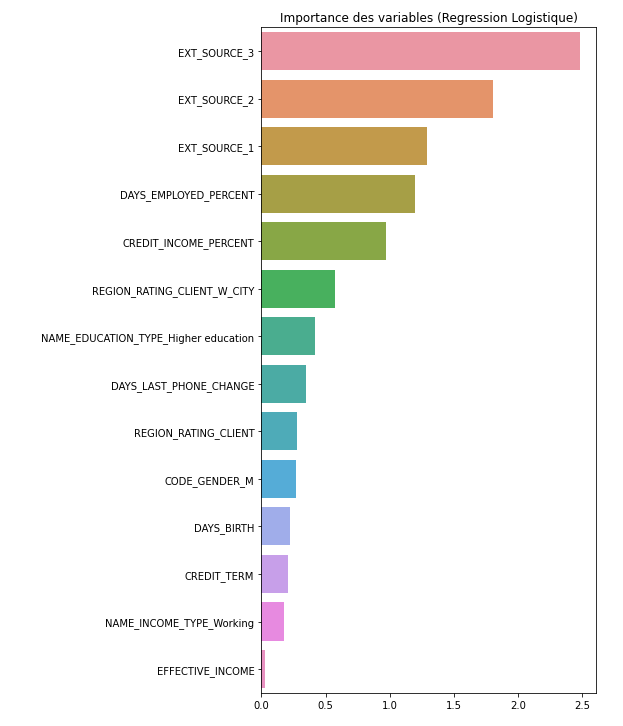 Importance des variables (Regression Logistique)
EXT_SOURCE_3
EXT_SOURCE_2
EXT_SOURCE_1
DAYS_EMPLOYED_PERCENT
CREDIT_INCOME_PERCENT
REGION_RATING_CLIENT_W_CITY
NAME_EDUCATION_TYPE_Higher education
DAYS_LAST_PHONE_CHANGE
REGION_RATING_CLIENT
CODE_GENDER_M
DAYS_BIRTH
CREDIT_TERM
NAME_INCOME_TYPE_Working
EFFECTIVE_INCOME
0.0 0.5 1.0 1.5 2.0 2.5